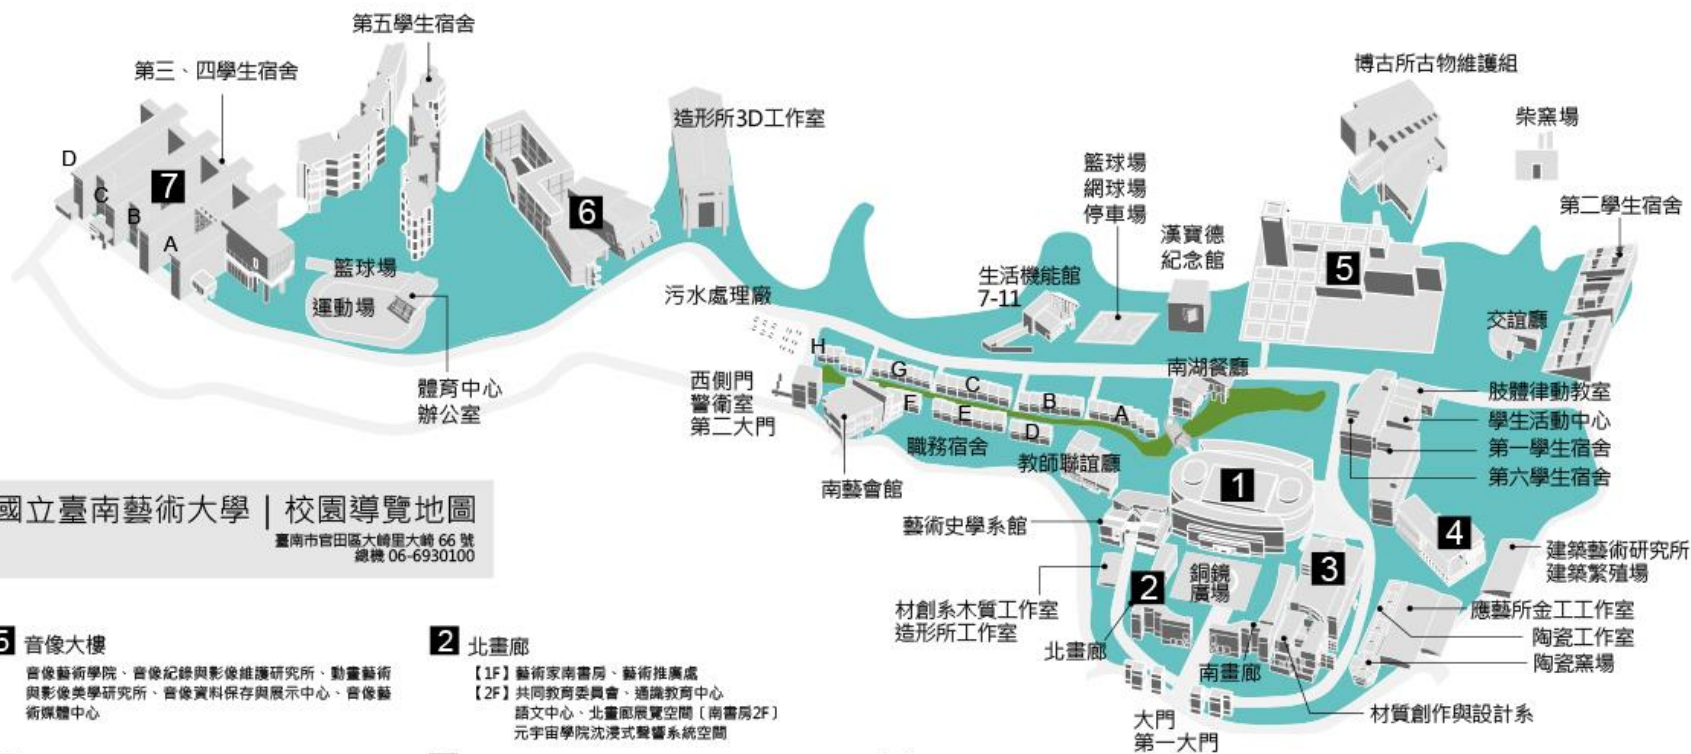 第五學生宿舍
第三、四學生宿舍
D
C
B
A
7
籃球場
運動場
體育中心
辦公室
6
造形所3D工作室
污水處理廠
博古所古物維護組
柴窯場
籃球場
網球場
停車場
漢寶德
紀念館
生活機能館
7-11
5
第二學生宿舍
交誼廳
南湖餐廳
H
G
C
B
A
F
E
D
西側門
警衛室
第二大門
職務宿舍
教師聯誼廳
南藝會館
肢體律動教室
學生活動中心
第一學生宿舍
第六學生宿舍
1
藝術史學系館
4
3
2
銅鏡
廣場
建築藝術研究所
建築繁殖場
材創系木質工作室
造形所工作室
應藝所金工工作室
陶瓷工作室
陶瓷窯場
北畫廊
南畫廊
材質創作與設計系
大門
第一大門
國立臺南藝術大學 | 校園導覽地圖
臺南市官田區大崎里大崎 66 號
總機 06-6930100
5 音像大樓
音像藝術學院、音像紀錄與影像維護研究所、動畫藝術
與影像美學研究所、音像資料保存與展示中心、音像藝
術媒體中心
2 北畫廊
【1F】藝術家南書房、藝術推廣處
【2F】共同教育委員會、通識教育中心
語文中心、北畫廊展覽空間〔南書房2F〕
元宇宙學院沈浸式聲響系統空間